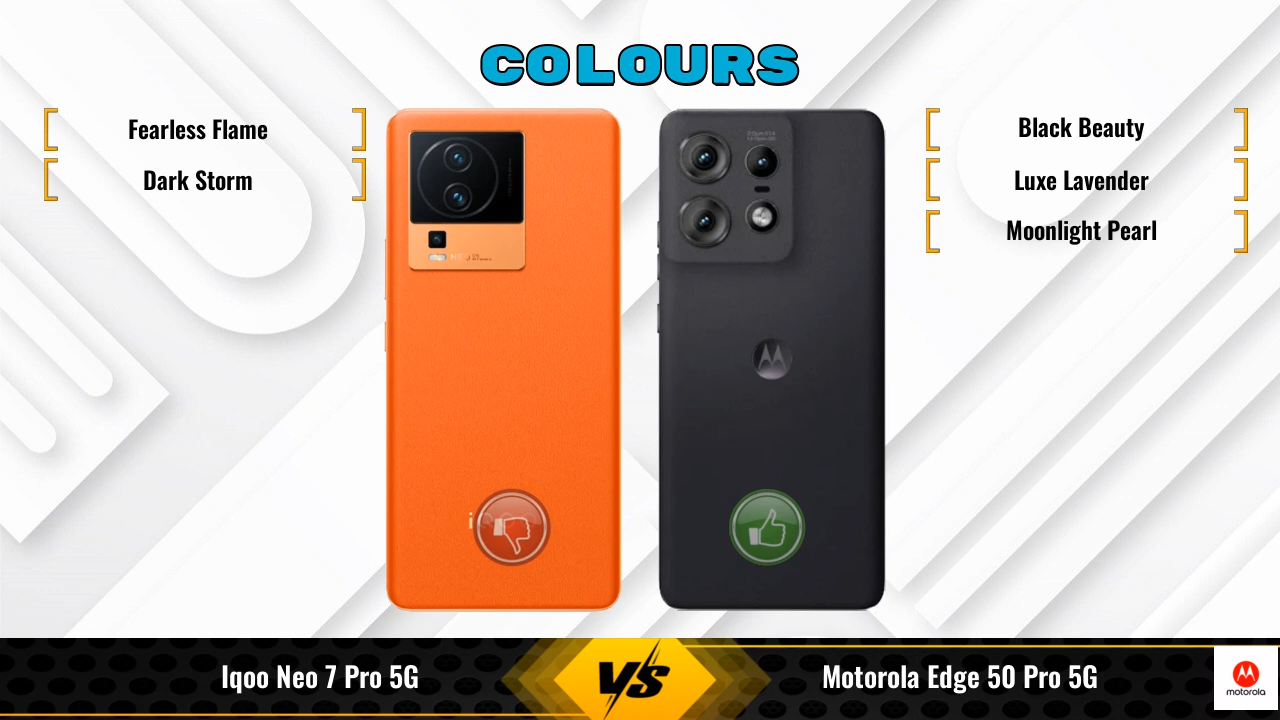 COLOURS
Fearless Flame
Dark Storm
Black Beauty
Luxe Lavender
Moonlight Pearl
Iqoo Neo 7 Pro 5G
VS
Motorola Edge 50 Pro 5G
motorola